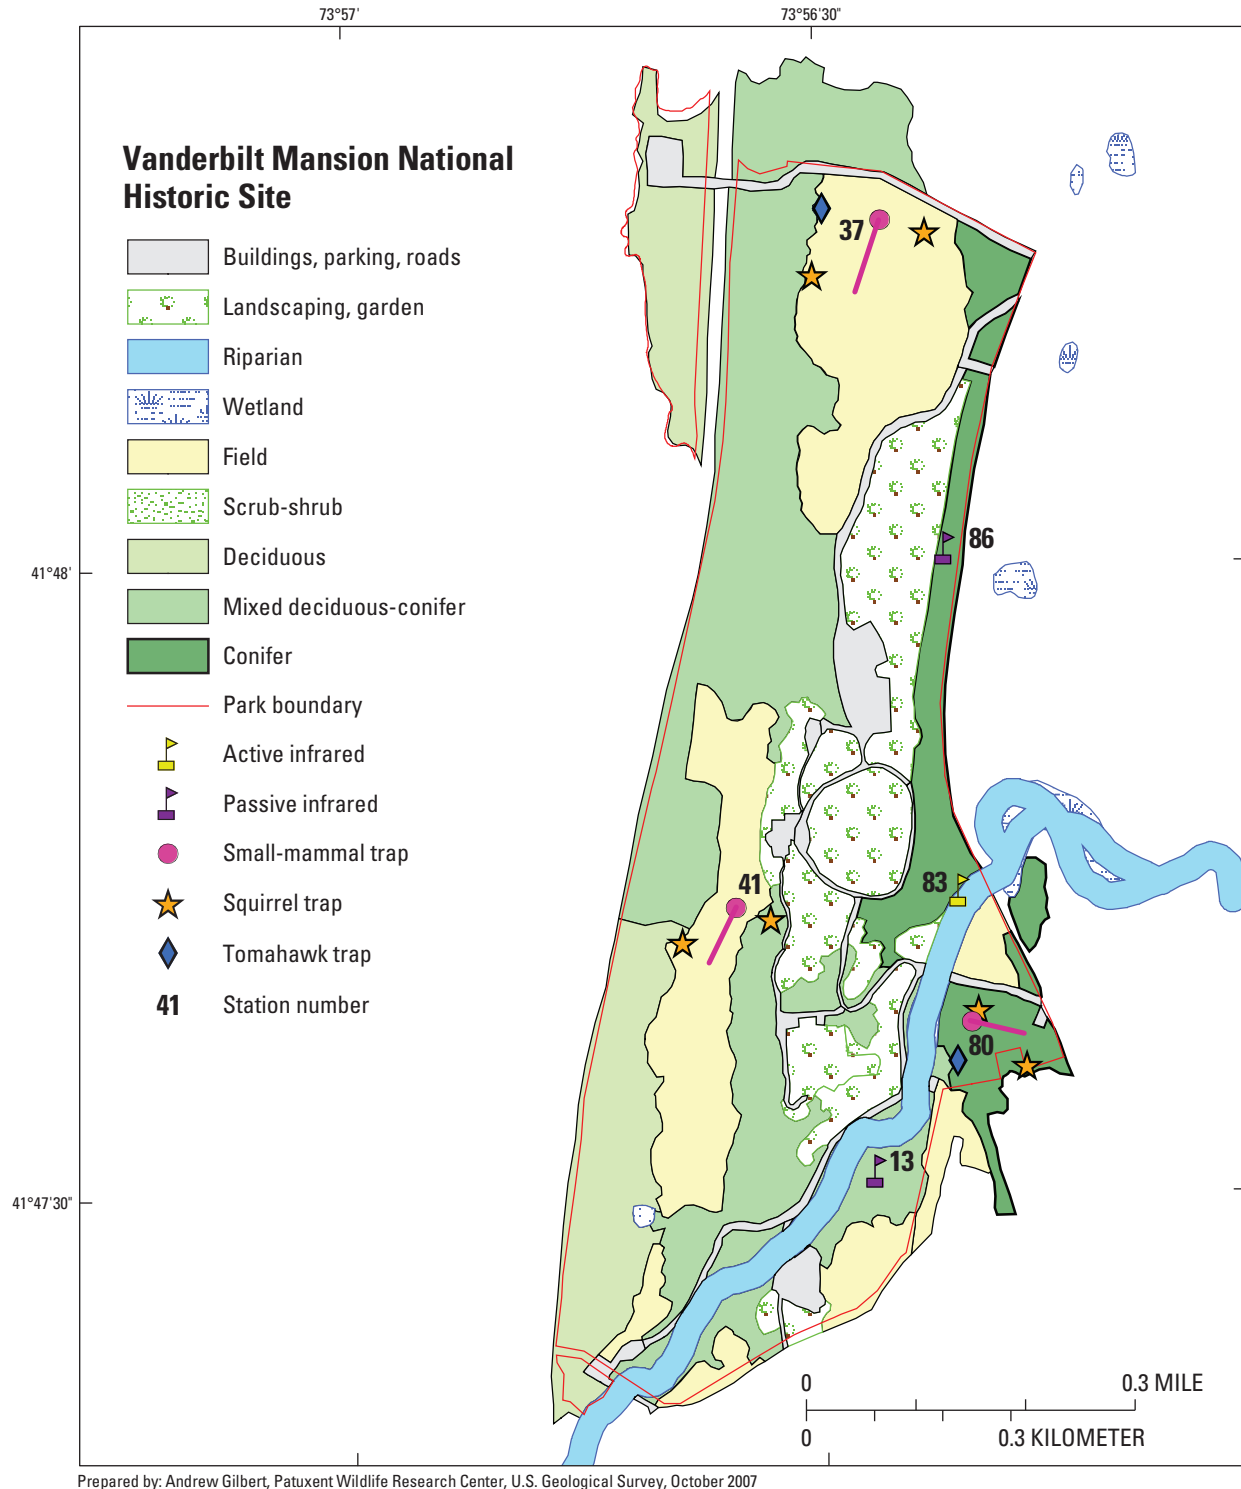 73°57'
73°56'30"
Vanderbilt Mansion National
Historic Site
Buildings, parking, roads
Landscaping, garden
Riparian
Wetland
Field
Scrub-shrub
Deciduous
Mixed deciduous-conifer
Conifer
Park boundary
Active infrared
Passive infrared
Small-mammal trap
Squirrel trap
Tomahawk trap
41 Station number
37
86
41°48'
41
83
80
13
41°47'30"
0 0.3 MILE
0 0.3 KILOMETER
Prepared by: Andrew Gilbert, Patuxent Wildlife Research Center, U.S. Geological Survey, October 2007